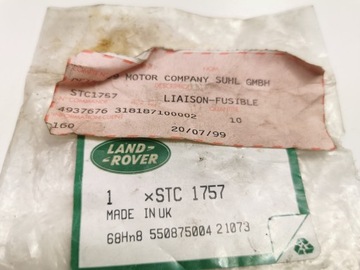 MOTOR COMPANY SUHL GMBH
STC1757 LIAISON-FUSIBLE
4937676 318187100002 10
160 20/07/99
LAND-
ROVER
1 ×STC 1757
MADE IN UK
68Hn8 550875004 21073